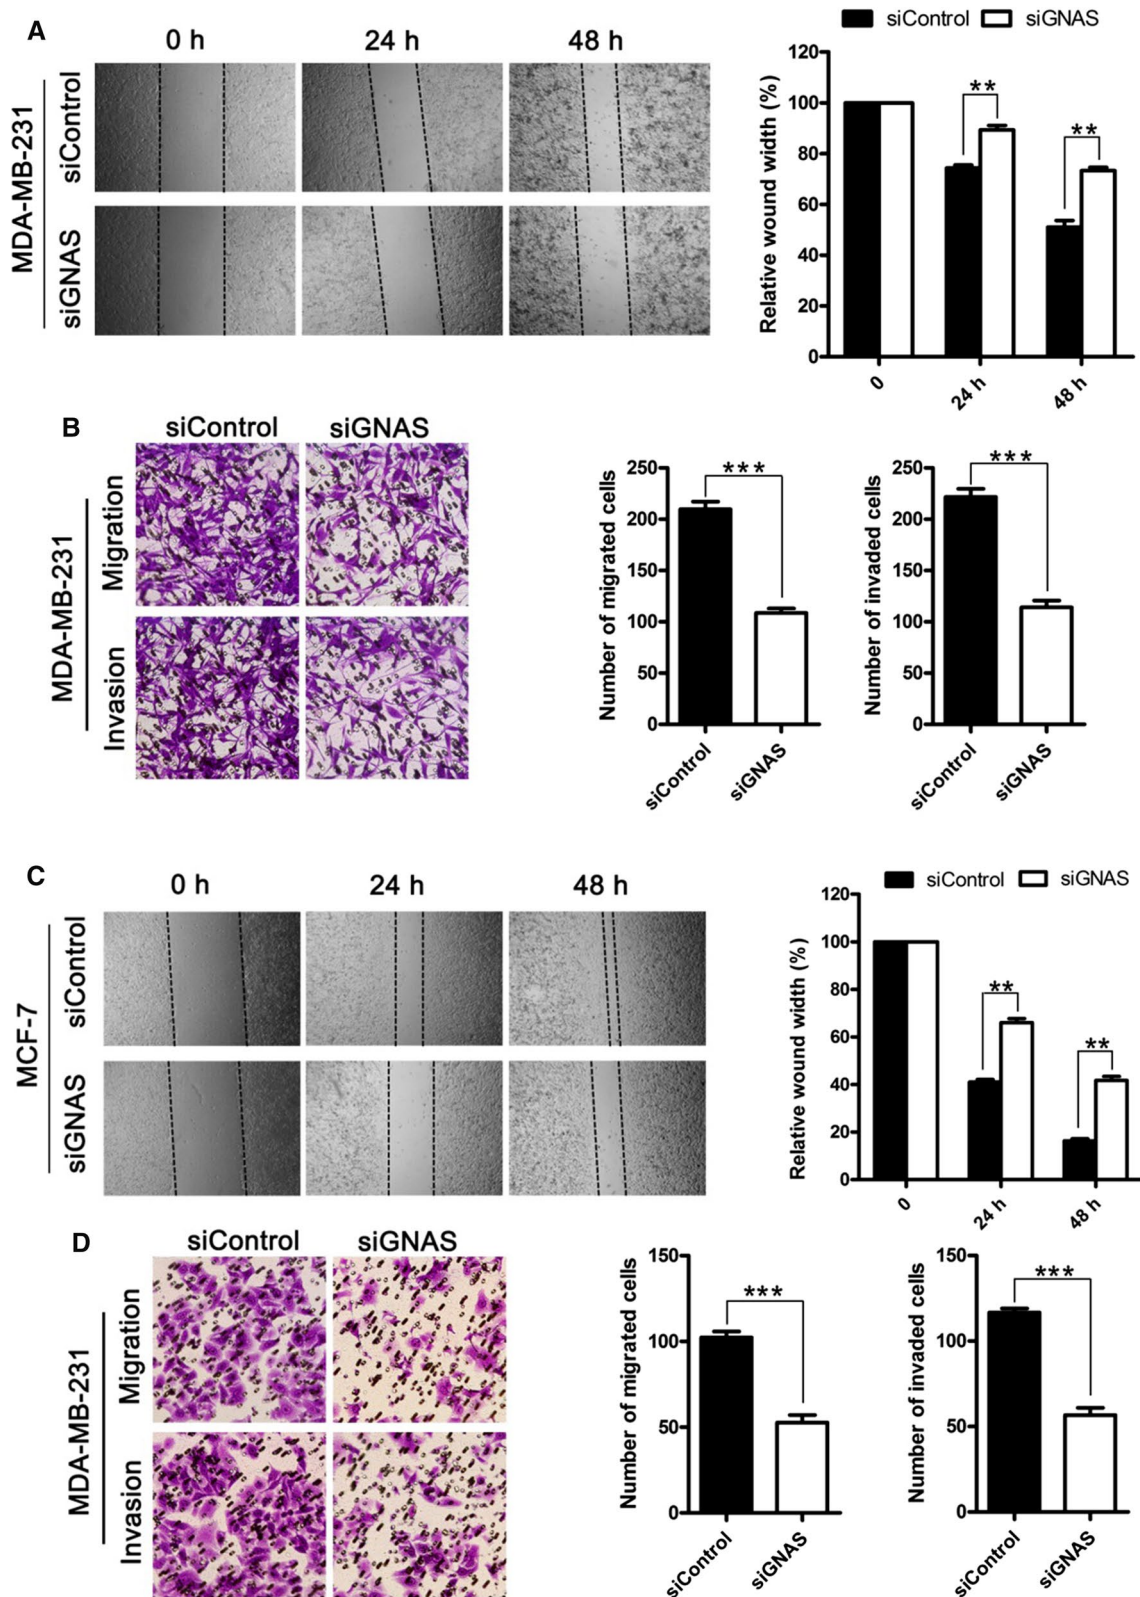 A
0 h
24 h
48 h
MDA-MB-231
siControl
siGNAS
siControl
siGNAS
Relative wound width (%)
120
100
80
60
40
20
0
**
**
0
24 h
48 h
B
siControl
siGNAS
MDA-MB-231
Migration
Invasion
Number of migrated cells
250
200
150
100
50
0
***
siControl
siGNAS
Number of invaded cells
250
200
150
100
50
0
***
siControl
siGNAS
C
0 h
24 h
48 h
MCF-7
siControl
siGNAS
siControl
siGNAS
Relative wound width (%)
120
100
80
60
40
20
0
**
**
0
24 h
48 h
D
siControl
siGNAS
MDA-MB-231
Migration
Invasion
Number of migrated cells
150
100
50
0
***
siControl
siGNAS
Number of invaded cells
150
100
50
0
***
siControl
siGNAS